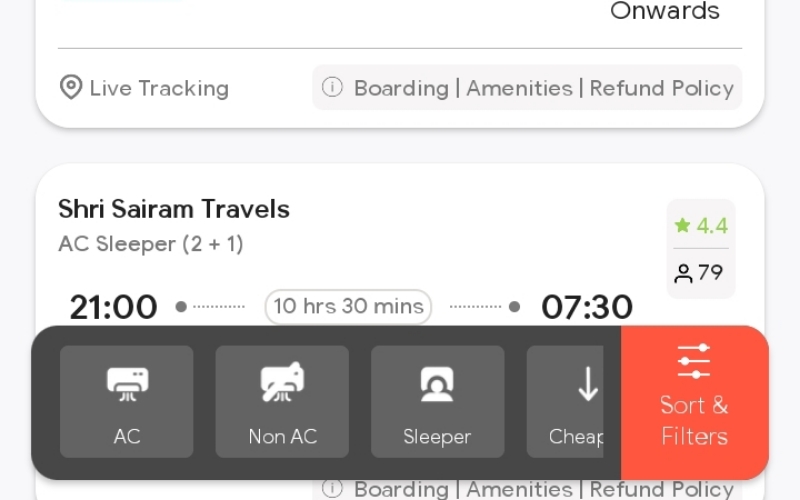 Onwards
Live Tracking
Boarding | Amenities | Refund Policy
Shri Sairam Travels
AC Sleeper (2 + 1)
4.4
79
21:00
10 hrs 30 mins
07:30
AC
Non AC
Sleeper
Cheap
Sort &
Filters
Boarding | Amenities | Refund Policy